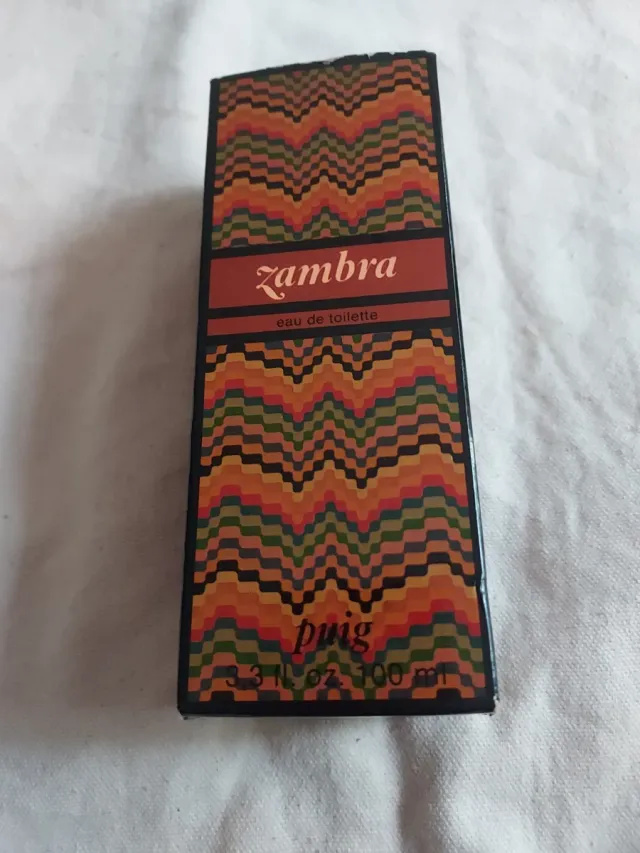 zambra
eau de toilette
puig
3.3 fl. oz. 100 ml